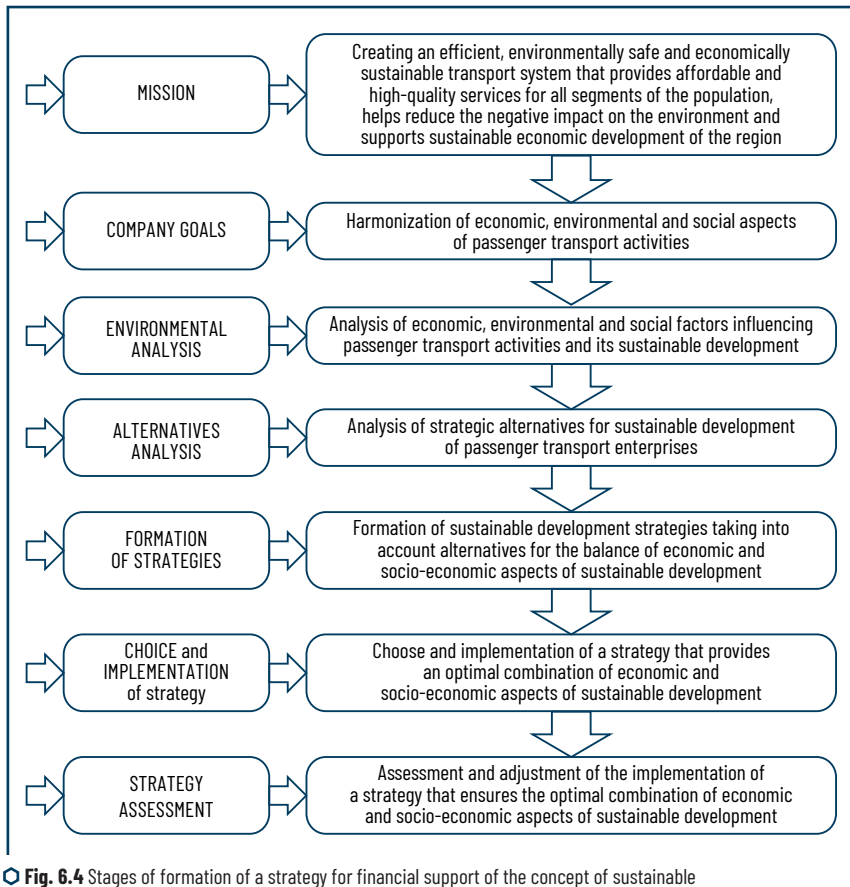 MISSION
Creating an efficient, environmentally safe and economically
sustainable transport system that provides affordable and
high-quality services for all segments of the population,
helps reduce the negative impact on the environment and
supports sustainable economic development of the region
COMPANY GOALS
Harmonization of economic, environmental and social aspects
of passenger transport activities
ENVIRONMENTAL
ANALYSIS
Analysis of economic, environmental and social factors influencing
passenger transport activities and its sustainable development
ALTERNATIVES
ANALYSIS
Analysis of strategic alternatives for sustainable development
of passenger transport enterprises
FORMATION
OF STRATEGIES
Formation of sustainable development strategies taking into
account alternatives for the balance of economic and
socio-economic aspects of sustainable development
CHOICE and
IMPLEMENTATION
of strategy
Choose and implementation of a strategy that provides
an optimal combination of economic and
socio-economic aspects of sustainable development
STRATEGY
ASSESSMENT
Assessment and adjustment of the implementation of
a strategy that ensures the optimal combination of economic
and socio-economic aspects of sustainable development
Fig. 6.4 Stages of formation of a strategy for financial support of the concept of sustainable